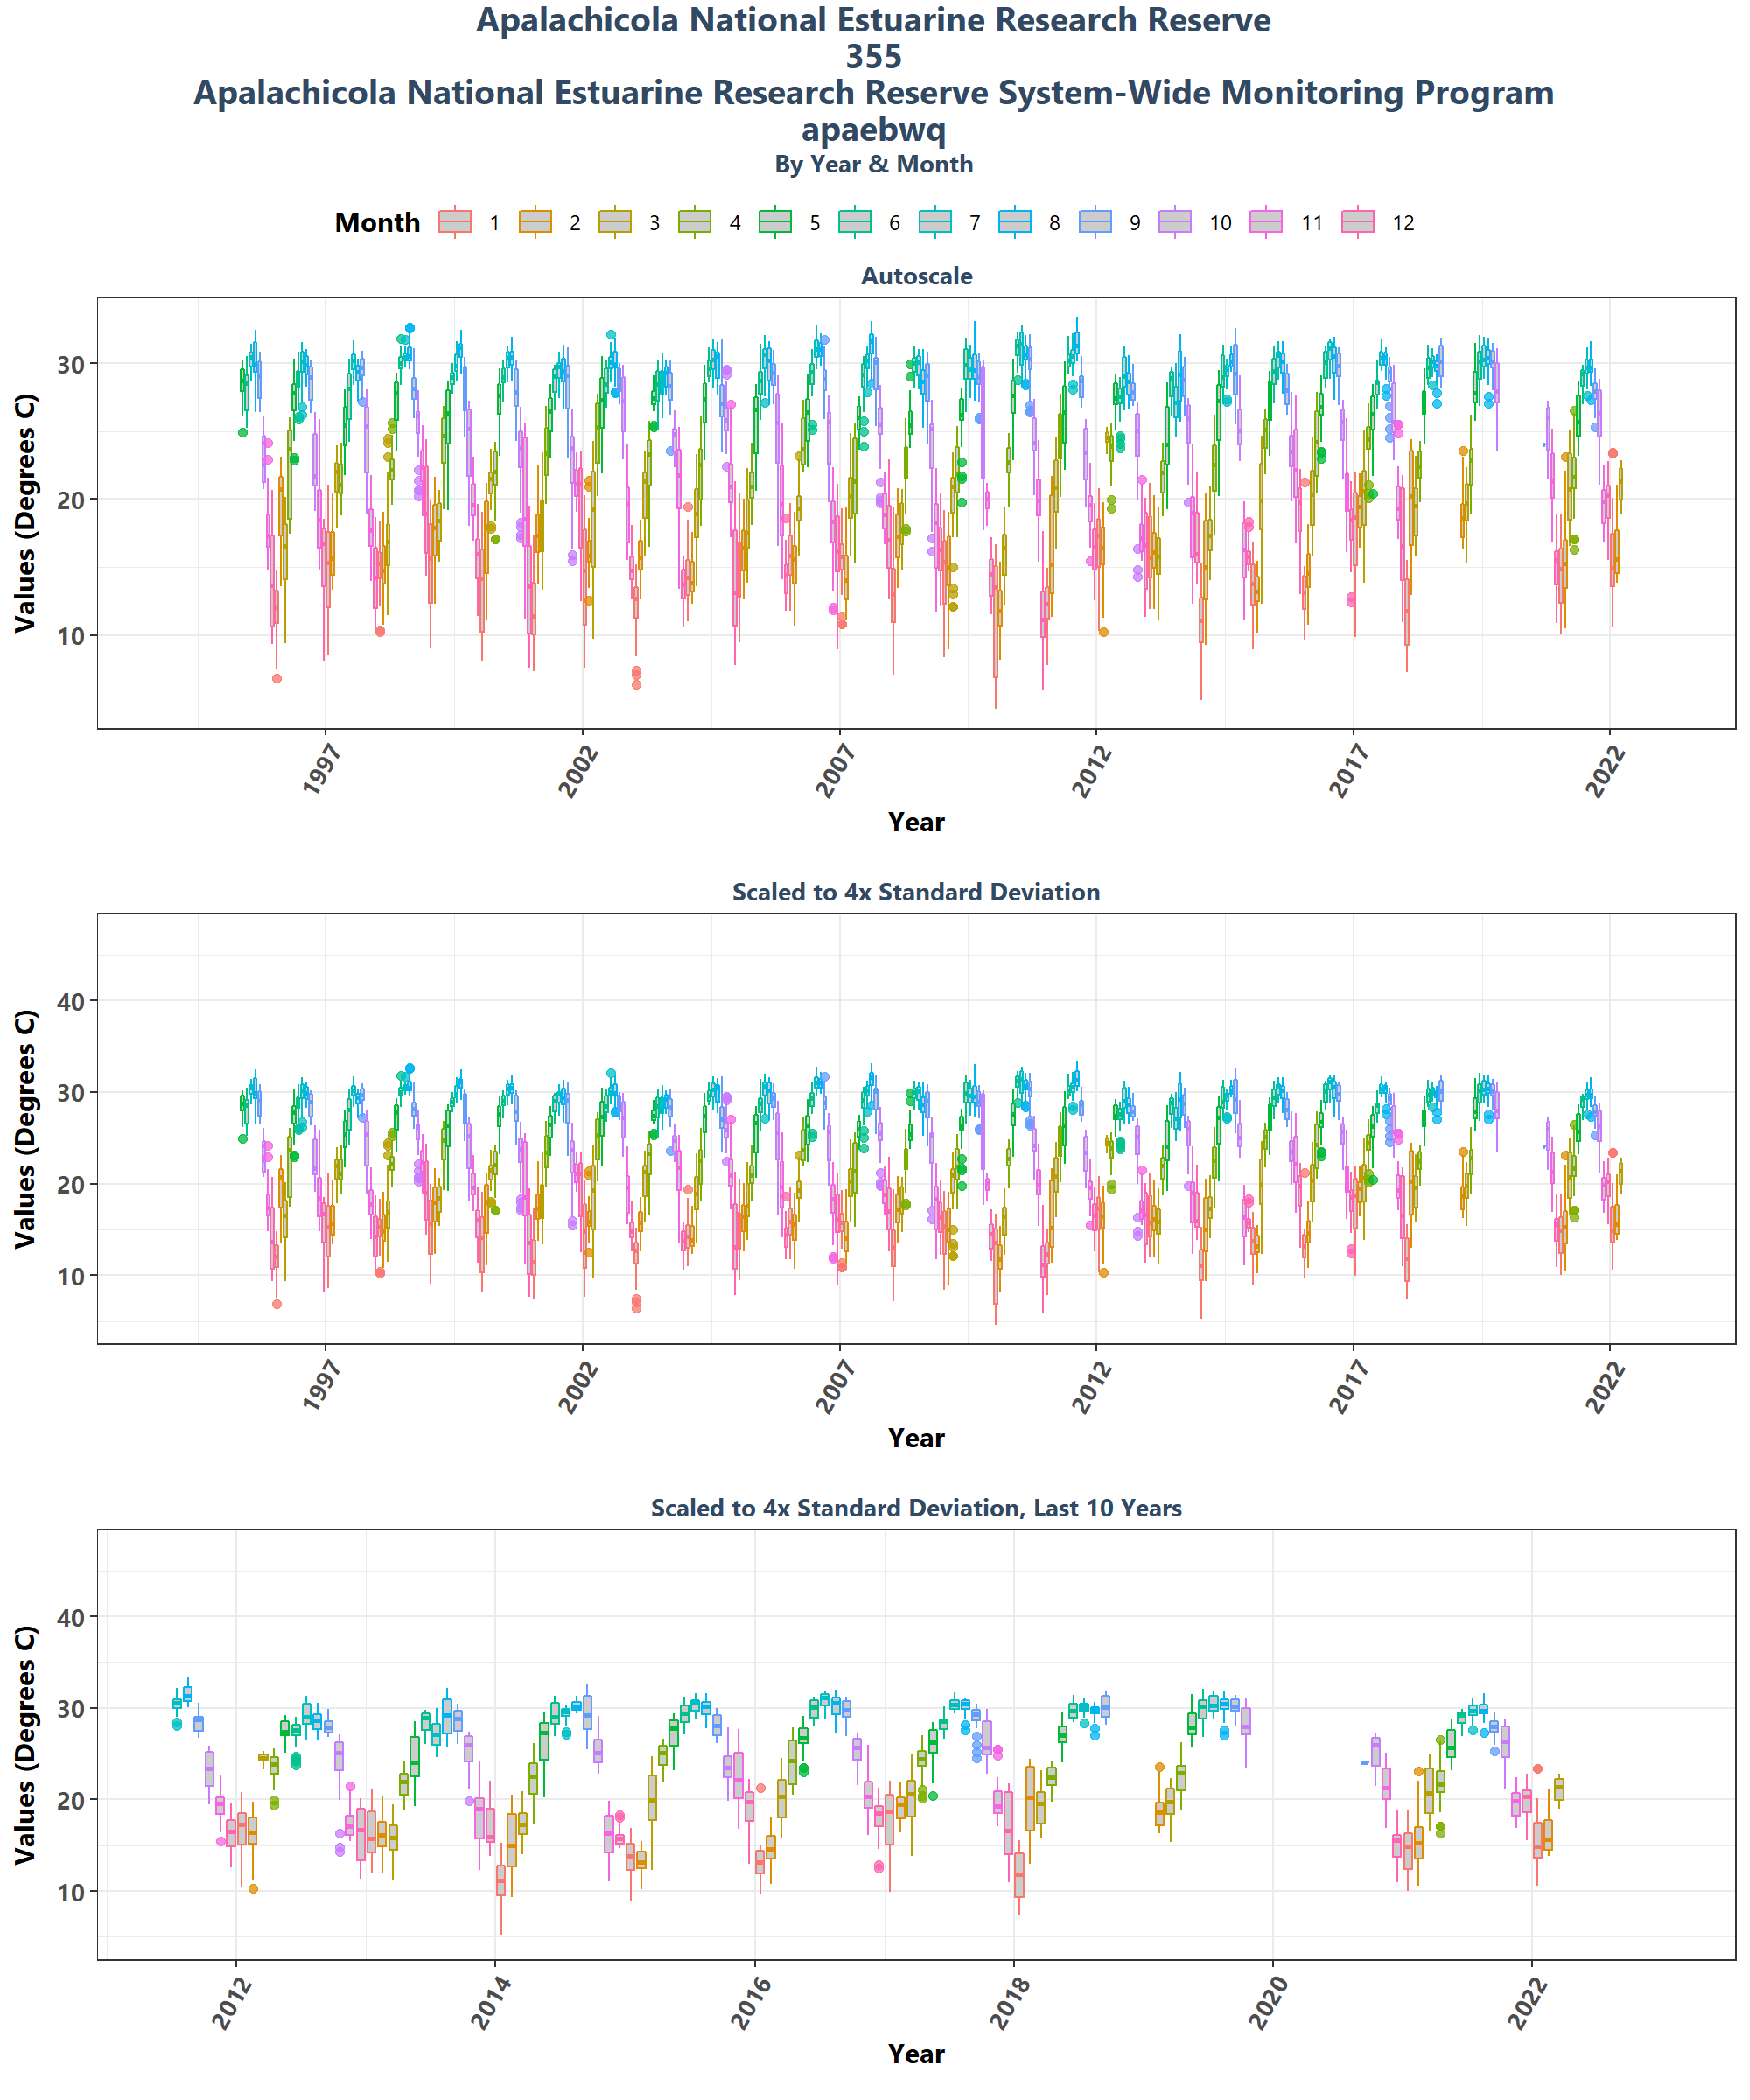 Apalachicola National Estuarine Research Reserve
355
Apalachicola National Estuarine Research Reserve System-Wide Monitoring Program
apaebwq
By Year & Month
Month 1 2 3 4 5 6 7 8 9 10 11 12
Autoscale
Values (Degrees C)
30
20
10
1997 2002 2007 2012 2017 2022
Year
Scaled to 4x Standard Deviation
Values (Degrees C)
40
30
20
10
1997 2002 2007 2012 2017 2022
Year
Scaled to 4x Standard Deviation, Last 10 Years
Values (Degrees C)
40
30
20
10
2012 2014 2016 2018 2020 2022
Year